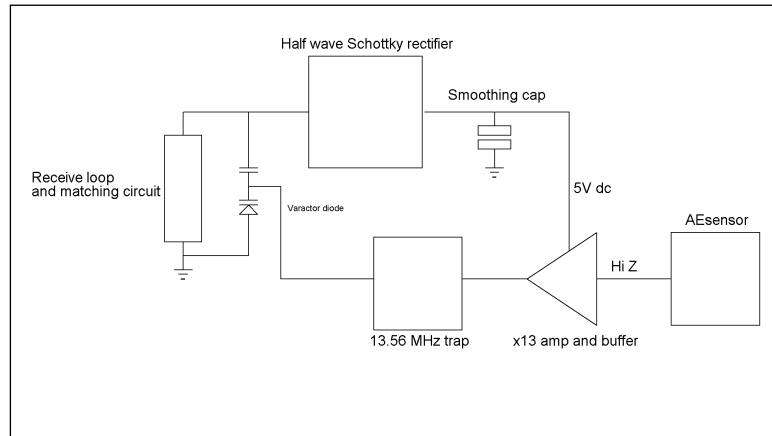 Half wave Schottky rectifier
Smoothing cap
Receive loop
and matching circuit
Varactor diode
5V dc
AEsensor
Hi Z
13.56 MHz trap
x13 amp and buffer